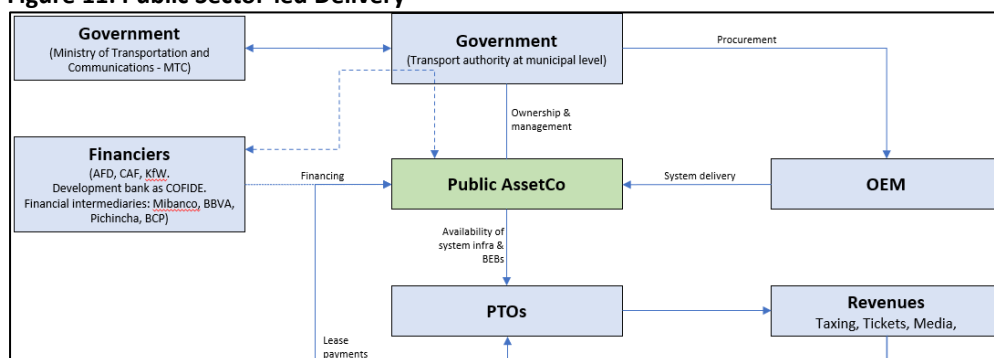 Figure 11: Public Sector-led Delivery
Government
(Ministry of Transportation and
Communications - MTC)
Government
(Transport authority at municipal level)
Procurement
Ownership &
management
Financiers
(AFD, CAF, KfW.
Development bank as COFIDE.
Financial intermediaries: Mibanco, BBVA,
Pichincha, BCP)
Financing
Public AssetCo
System delivery
OEM
Availability of
system infra &
BEBs
PTOs
Revenues
Taxing, Tickets, Media,
Lease
payments